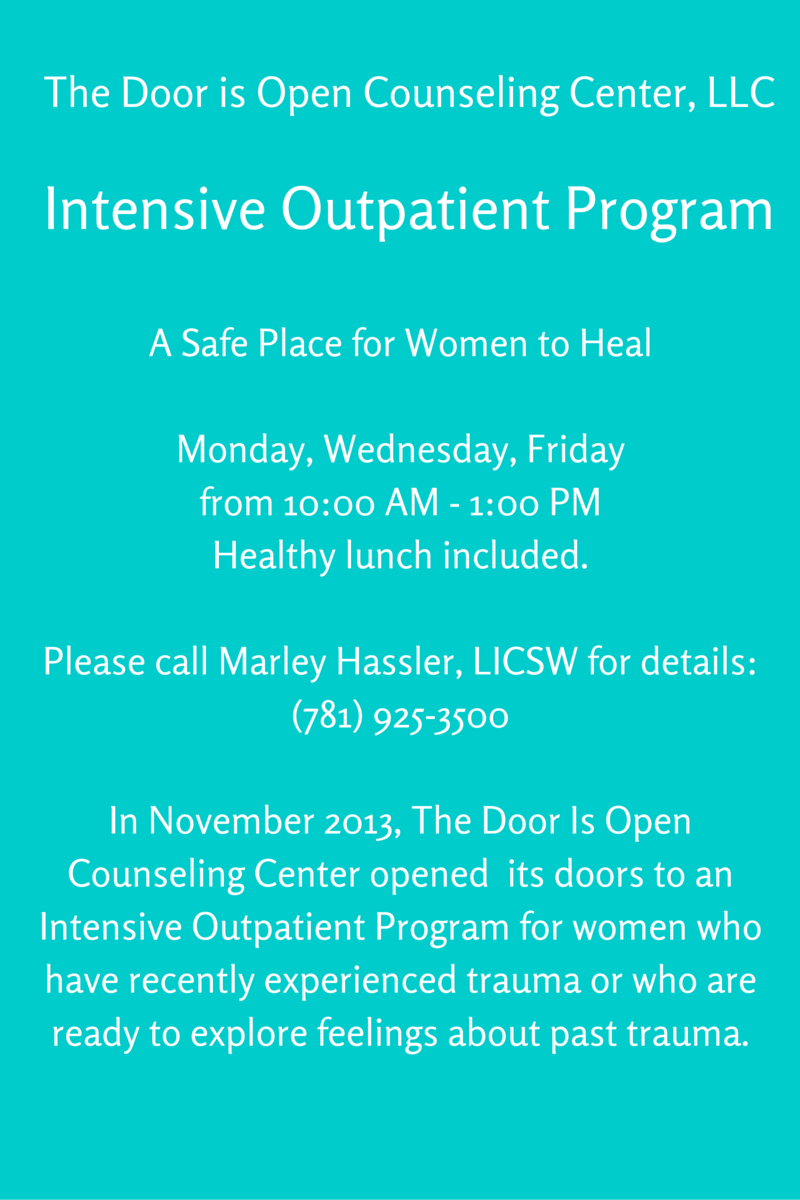 The Door is Open Counseling Center, LLC
Intensive Outpatient Program
A Safe Place for Women to Heal
Monday, Wednesday, Friday
from 10:00 AM - 1:00 PM
Healthy lunch included.
Please call Marley Hassler, LICSW for details:
(781) 925-3500
In November 2013, The Door Is Open
Counseling Center opened  its doors to an
Intensive Outpatient Program for women who
have recently experienced trauma or who are
ready to explore feelings about past trauma.